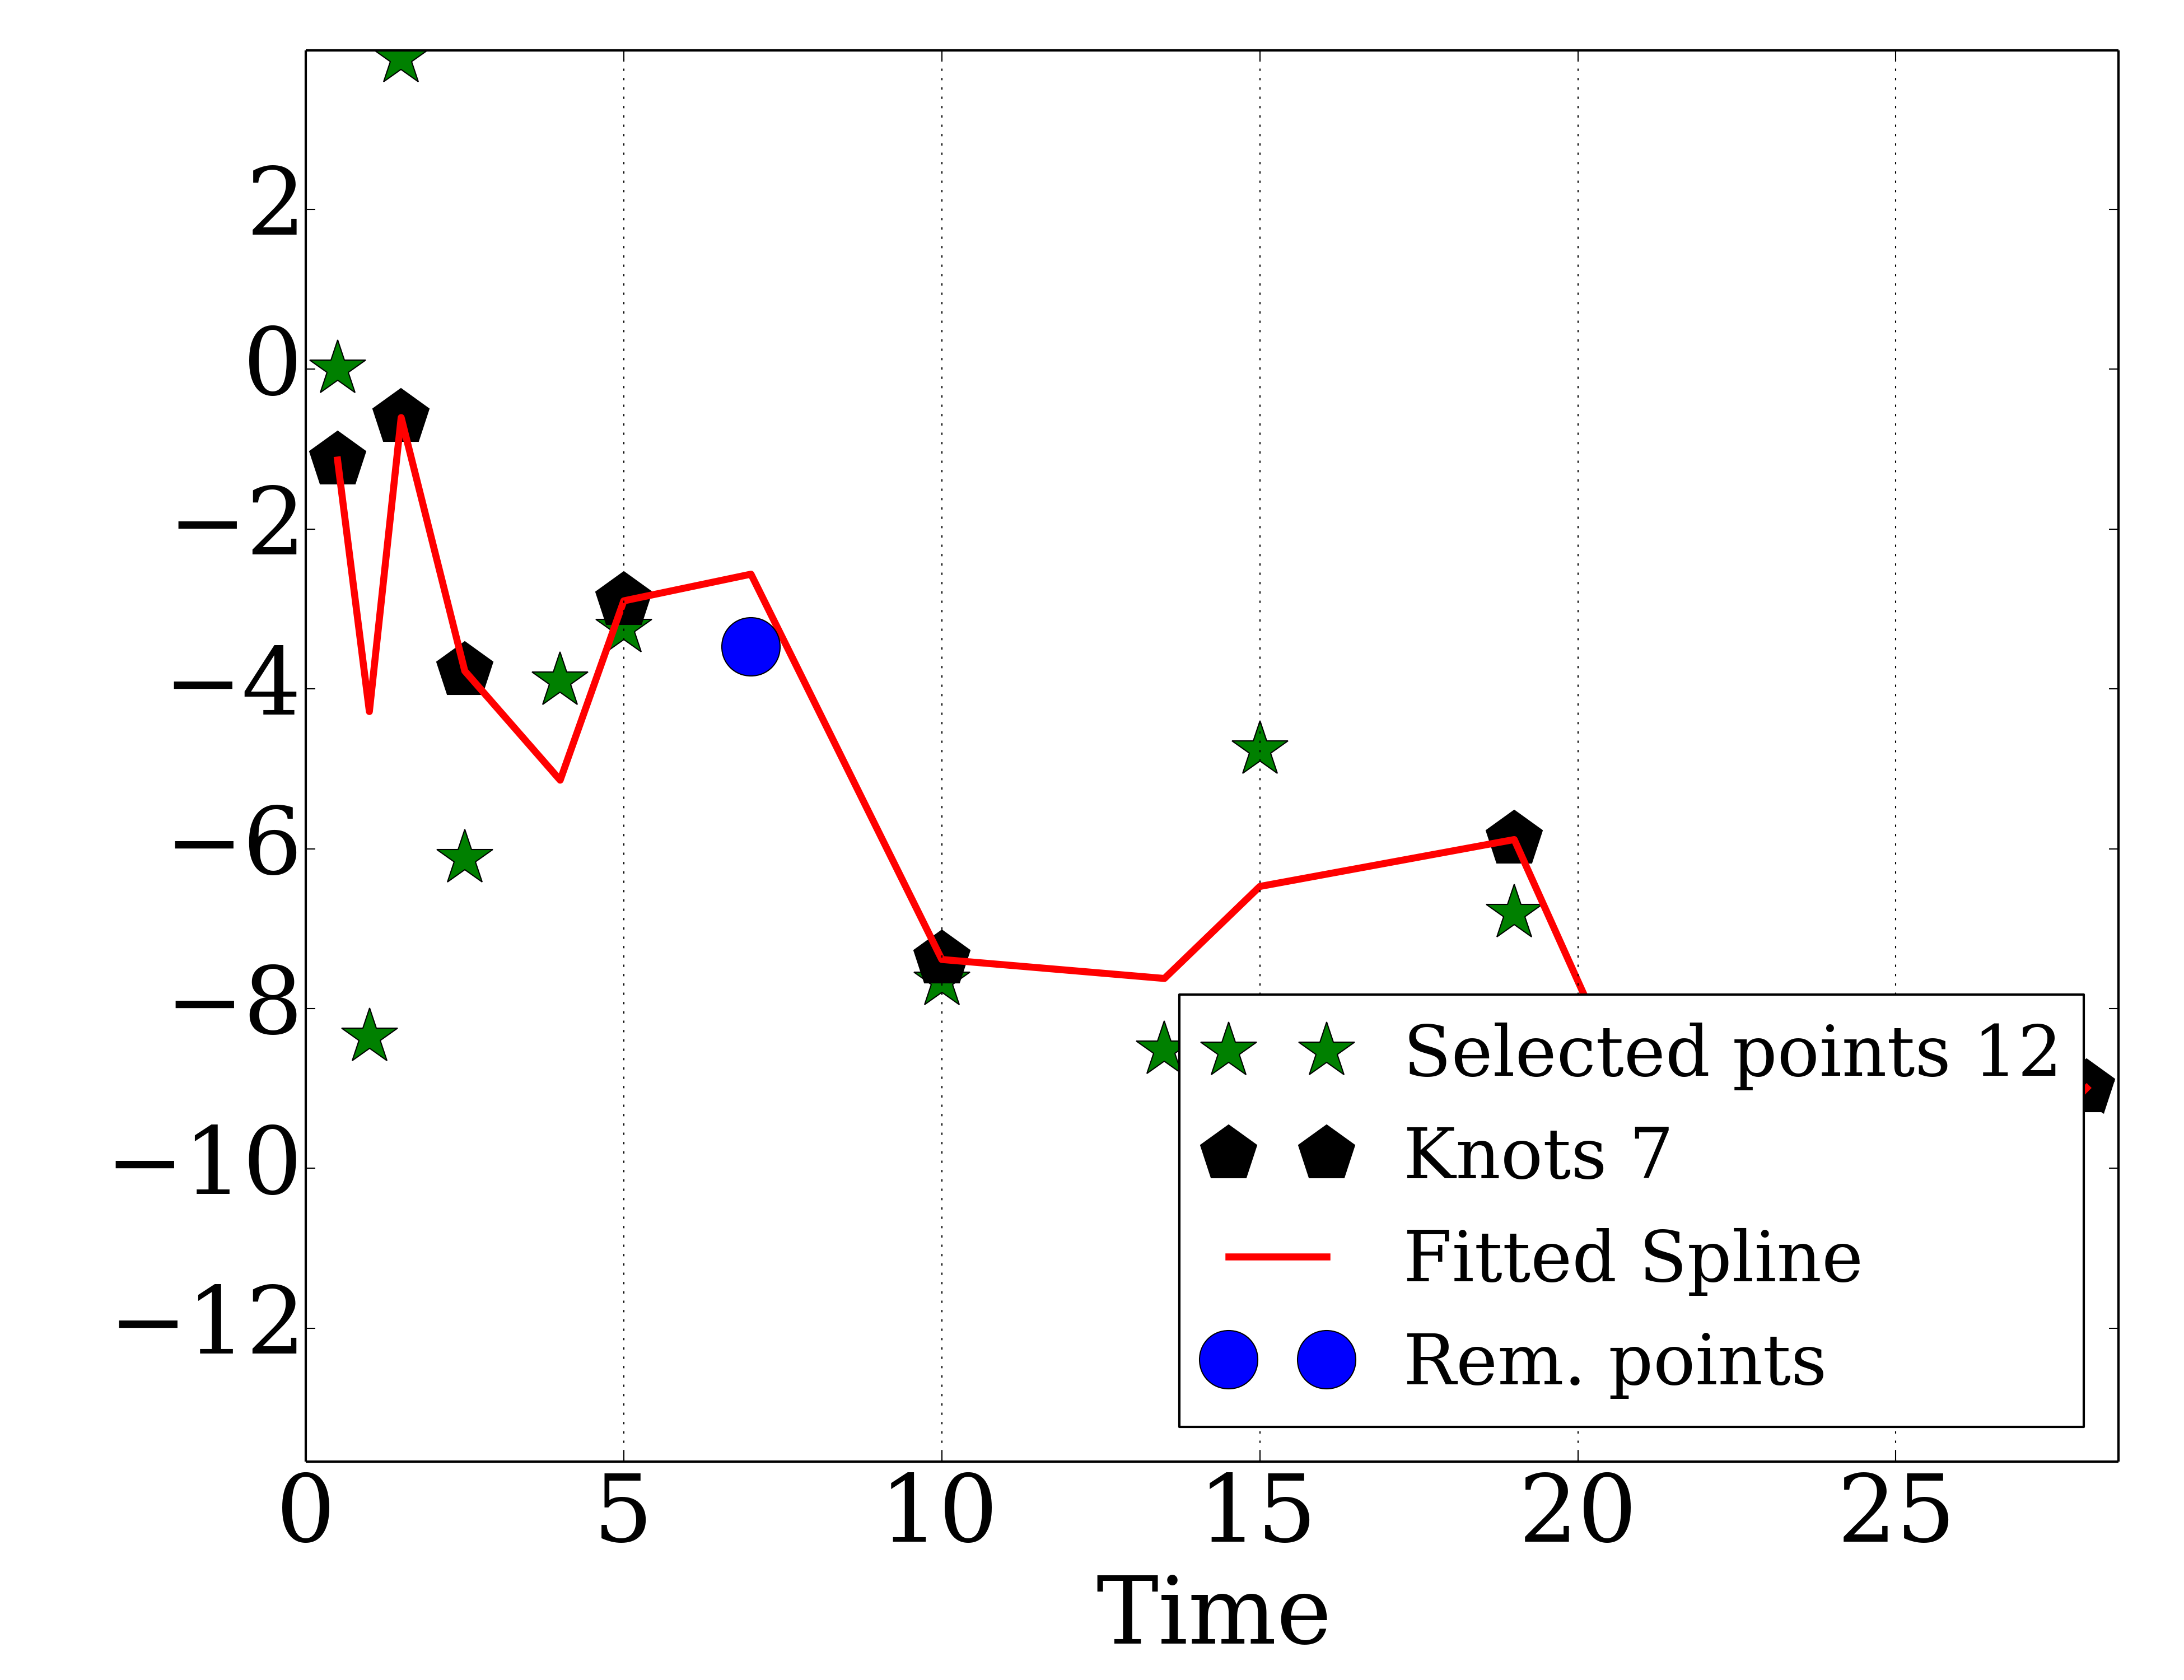 2
0
−2
−4
−6
−8
−10
−12
Selected points 12
Knots 7
Fitted Spline
Rem. points
0 5 10 15 20 25
Time